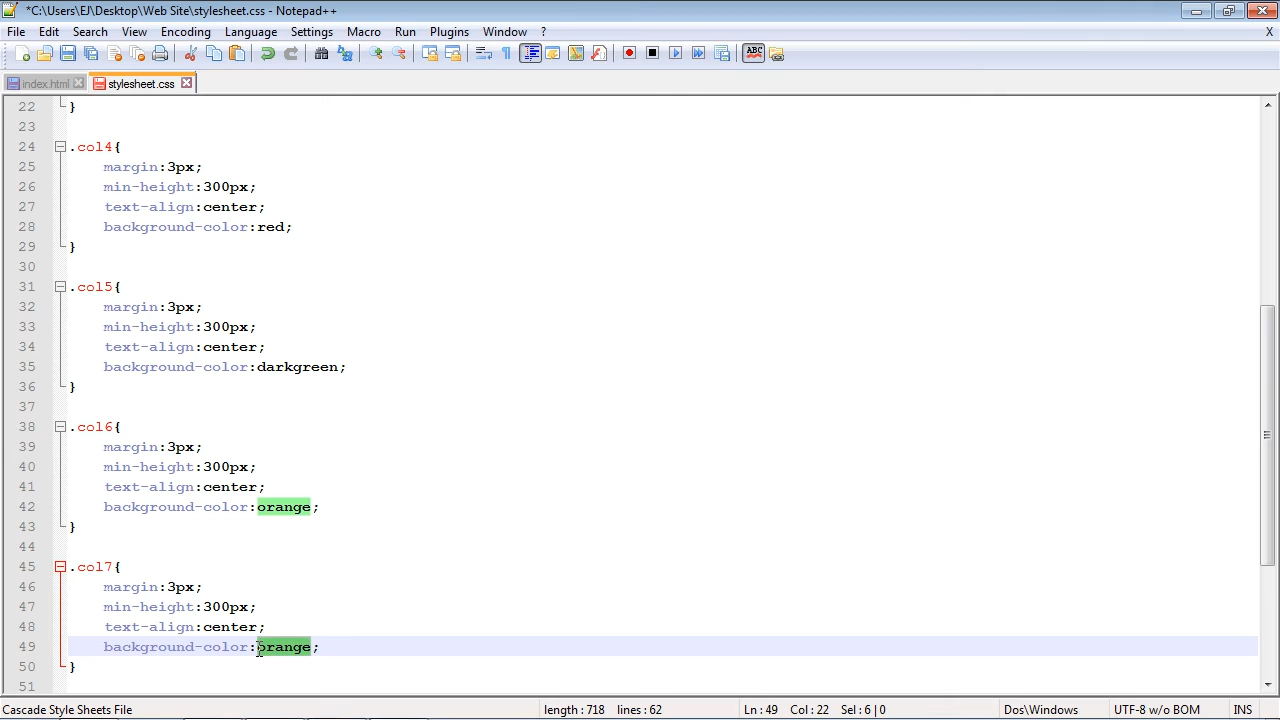 *C:\Users\EJ\Desktop\Web Site\stylesheet.css - Notepad++
File Edit Search View Encoding Language Settings Macro Run Plugins Window ? X
ABC
index.html stylesheet.css
22 }
23
24 .col4{
25 margin:3px;
26 min-height:300px;
27 text-align:center;
28 background-color:red;
29 }
30
31 .col5{
32 margin:3px;
33 min-height:300px;
34 text-align:center;
35 background-color:darkgreen;
36 }
37
38 .col6{
39 margin:3px;
40 min-height:300px;
41 text-align:center;
42 background-color:orange;
43 }
44
45 .col7{
46 margin:3px;
47 min-height:300px;
48 text-align:center;
49 background-color:orange;
50 }
51
Cascade Style Sheets File length : 718 lines : 62 Ln : 49 Col : 22 Sel : 6 | 0 Dos\Windows UTF-8 w/o BOM INS